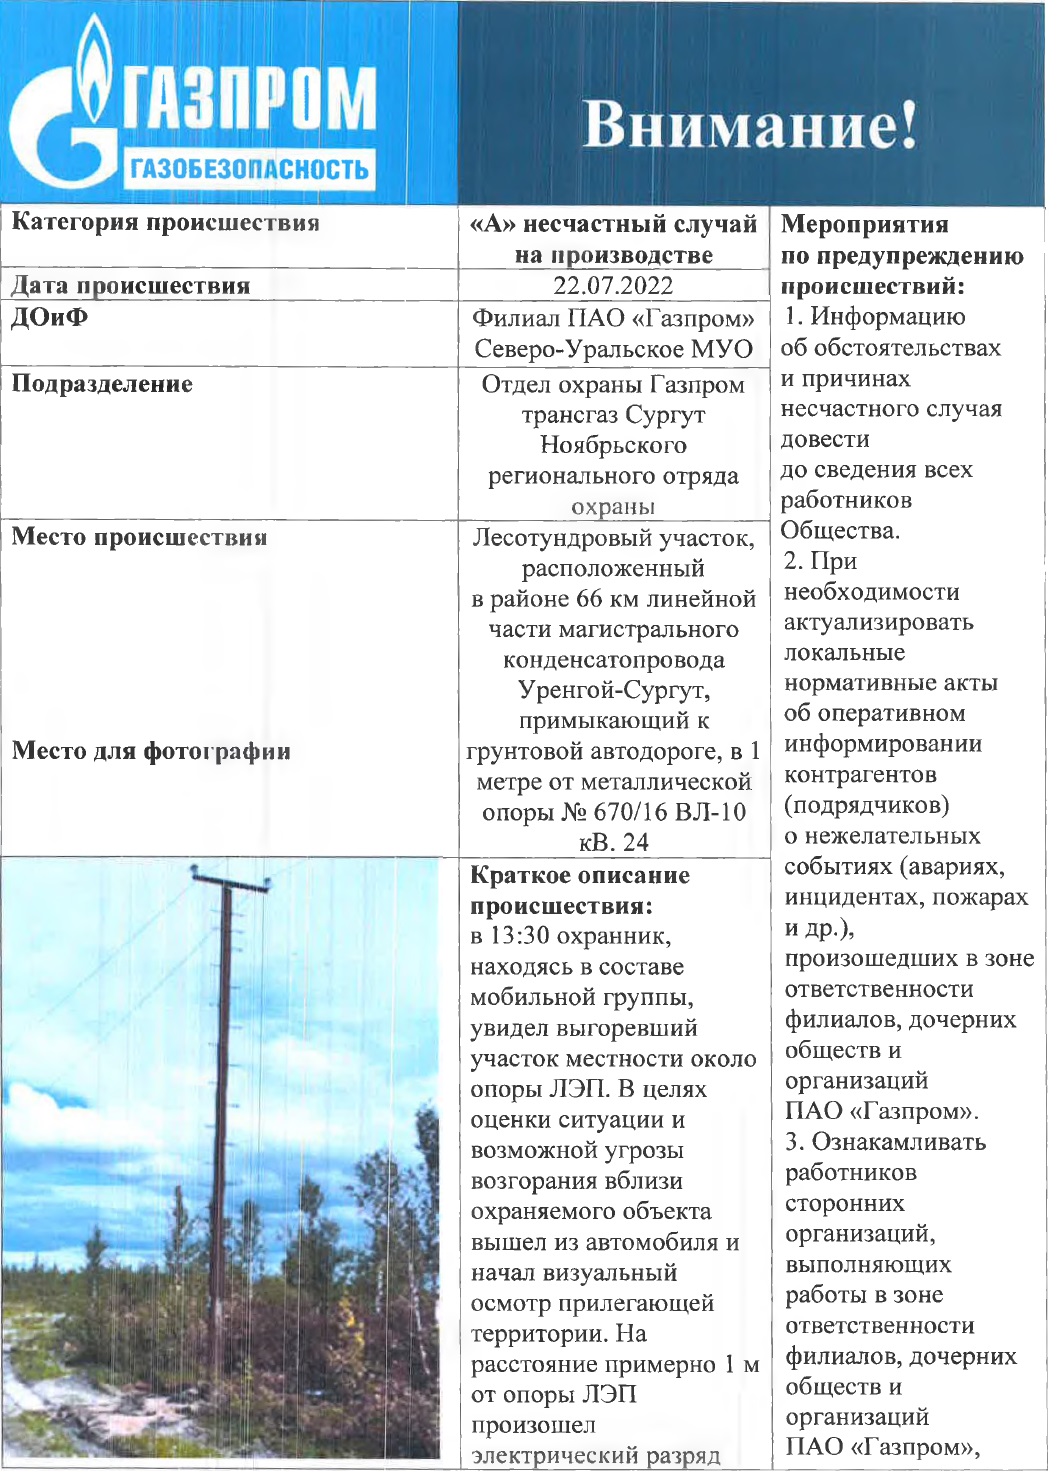 ГАЗПРОМ
ГАЗОБЕЗОПАСНОСТЬ
Внимание!
Категория происшествия
«А» несчастный случай
на производстве
Дата происшествия
22.07.2022
ДОиФ
Филиал ПАО «Газпром»
Северо-Уральское МУО
Подразделение
Отдел охраны Газпром
трансгаз Сургут
Ноябрьского
регионального отряда
охраны
Место происшествия
Лесотундровый участок,
расположенный
в районе 66 км линейной
части магистрального
конденсатопровода
Уренгой-Сургут,
примыкающий к
грунтовой автодороге, в 1
метре от металлической
опоры № 670/16 ВЛ-10
кВ. 24
Место для фотографии
Краткое описание
происшествия:
в 13:30 охранник,
находясь в составе
мобильной группы,
увидел выгоревший
участок местности около
опоры ЛЭП. В целях
оценки ситуации и
возможной угрозы
возгорания вблизи
охраняемого объекта
вышел из автомобиля и
начал визуальный
осмотр прилегающей
территории. На
расстояние примерно 1 м
от опоры ЛЭП
произошел
электрический разряд
Мероприятия
по предупреждению
происшествий:
1. Информацию
об обстоятельствах
и причинах
несчастного случая
довести
до сведения всех
работников
Общества.
2. При
необходимости
актуализировать
локальные
нормативные акты
об оперативном
информировании
контрагентов
(подрядчиков)
о нежелательных
событиях (авариях,
инцидентах, пожарах
и др.),
произошедших в зоне
ответственности
филиалов, дочерних
обществ и
организаций
ПАО «Газпром».
3. Ознакамливать
работников
сторонних
организаций,
выполняющих
работы в зоне
ответственности
филиалов, дочерних
обществ и
организаций
ПАО «Газпром»,